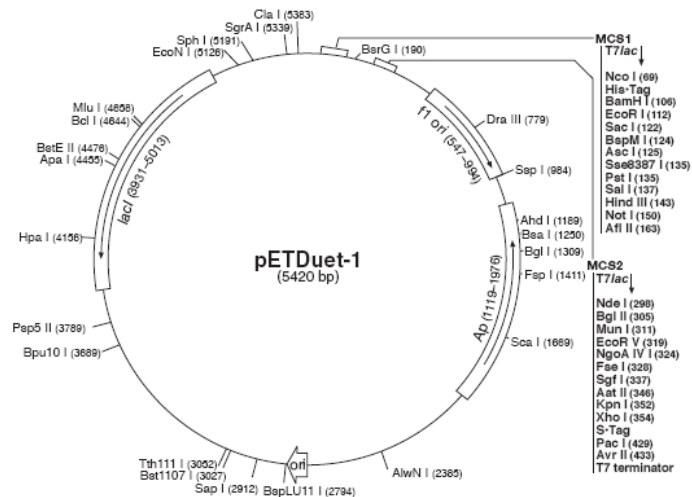 Cla I (5383)
SgrA I (5339)
Sph I (5191)
EcoN I (5126)
BsrG I (190)
Mlu I (4658)
Bcl I (4644)
BstE II (4476)
Apa I (4455)
Hpa I (4156)
Psp5 II (3789)
Bpu10 I (3689)
Tth111 I (3052)
Bst1107 I (3027)
Sap I (2912)
BspLU11 I (2794)
AlwN I (2385)
Dra III (779)
Ssp I (984)
Ahd I (1189)
Bsa I (1250)
Bgl I (1309)
Fsp I (1411)
Sca I (1669)
lacI (3931–5013)
f1 ori (547–994)
Ap (1119–1976)
ori
pETDuet-1
(5420 bp)
MCS1
T7lac
Nco I (69)
His•Tag
BamH I (106)
EcoR I (112)
Sac I (122)
BspM I (124)
Asc I (125)
Sse8387 I (135)
Pst I (135)
Sal I (137)
Hind III (143)
Not I (150)
Afl II (163)
MCS2
T7lac
Nde I (298)
Bgl II (305)
Mun I (311)
EcoR V (319)
NgoA IV I (324)
Fse I (328)
Sgf I (337)
Aat II (346)
Kpn I (352)
Xho I (354)
S•Tag
Pac I (429)
Avr II (433)
T7 terminator